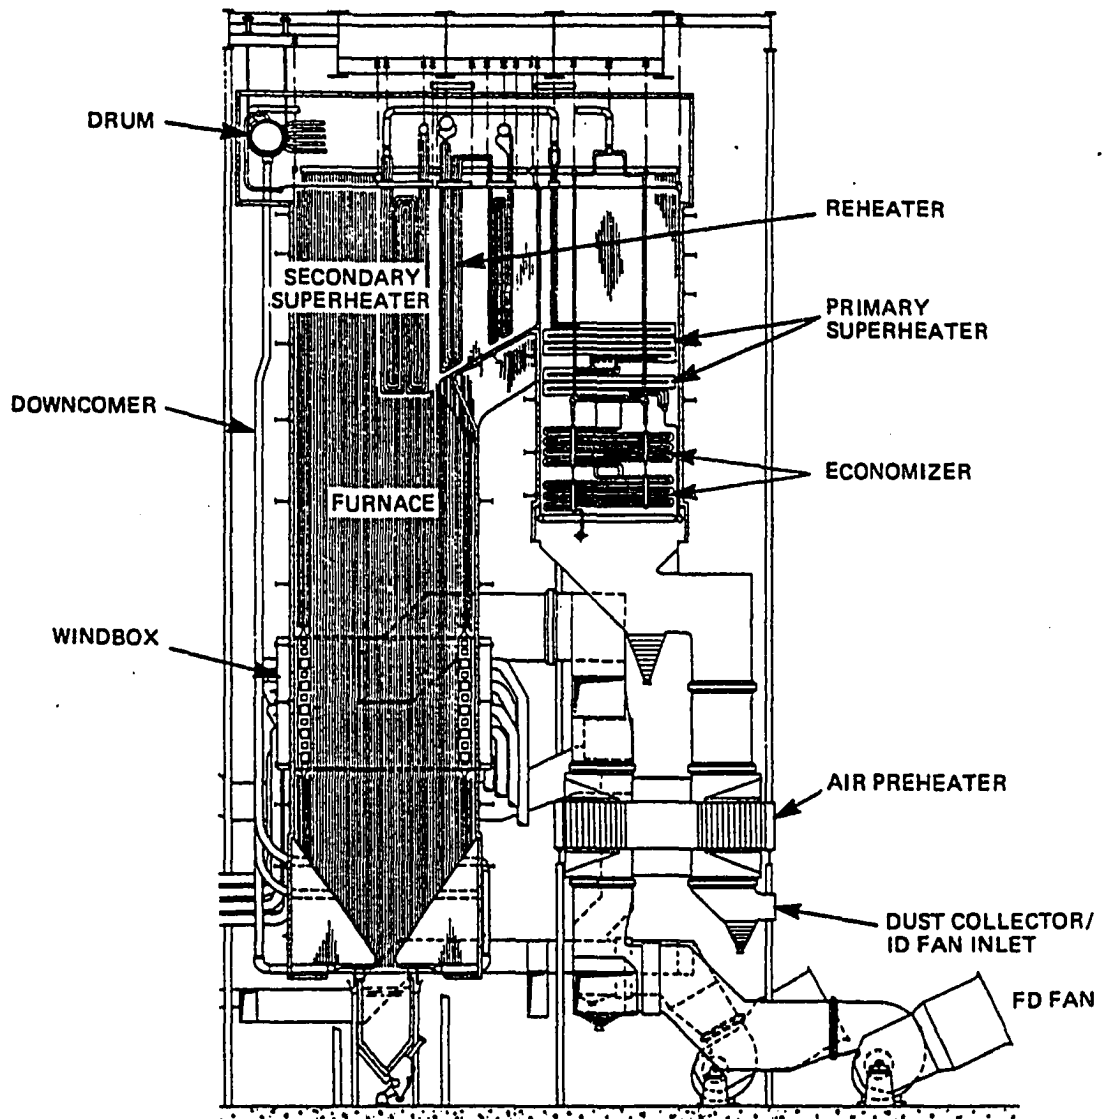 DRUM
REHEATER
SECONDARY
SUPERHEATER
PRIMARY
SUPERHEATER
DOWNCOMER
ECONOMIZER
FURNACE
WINDBOX
AIR PREHEATER
DUST COLLECTOR/
ID FAN INLET
FD FAN